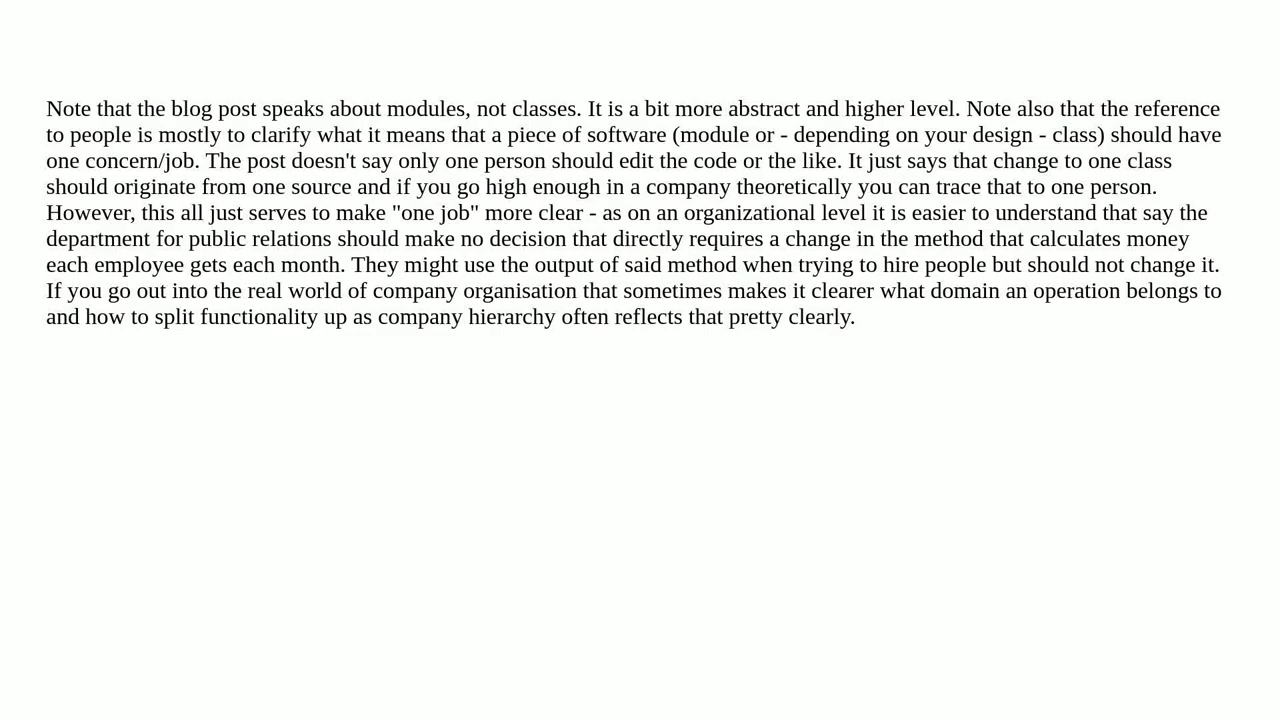 Note that the blog post speaks about modules, not classes. It is a bit more abstract and higher level. Note also that the reference
to people is mostly to clarify what it means that a piece of software (module or - depending on your design - class) should have
one concern/job. The post doesn't say only one person should edit the code or the like. It just says that change to one class
should originate from one source and if you go high enough in a company theoretically you can trace that to one person.
However, this all just serves to make "one job" more clear - as on an organizational level it is easier to understand that say the
department for public relations should make no decision that directly requires a change in the method that calculates money
each employee gets each month. They might use the output of said method when trying to hire people but should not change it.
If you go out into the real world of company organisation that sometimes makes it clearer what domain an operation belongs to
and how to split functionality up as company hierarchy often reflects that pretty clearly.